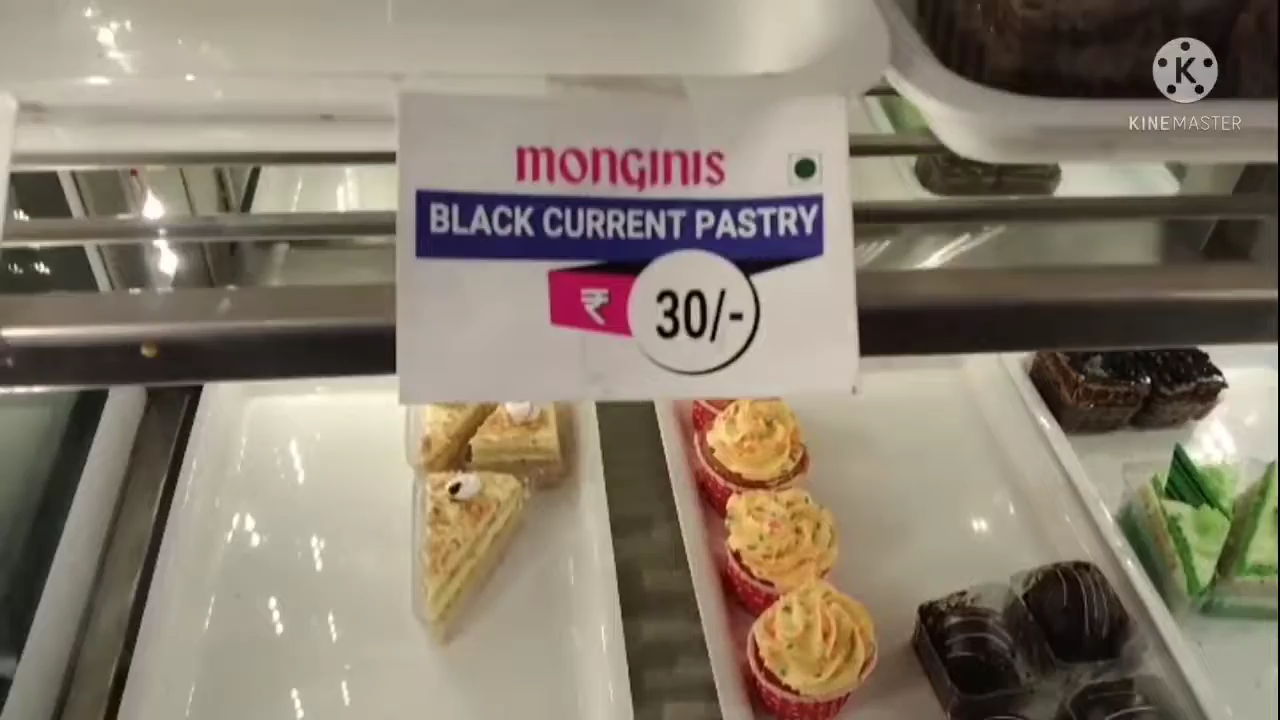 K
KINEMASTER
MONGINIS
BLACK CURRENT PASTRY
₹ 30/-